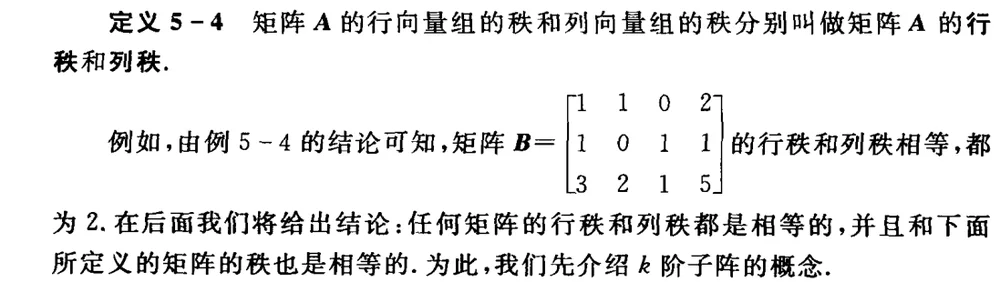 定义 5-4 矩阵 A 的行向量组的秩和列向量组的秩分别叫做矩阵 A 的行
秩和列秩.
例如,由例 5-4 的结论可知,矩阵 B=[1 1 0 2; 1 0 1 1; 3 2 1 5]的行秩和列秩相等,都
为 2. 在后面我们将给出结论:任何矩阵的行秩和列秩都是相等的,并且和下面
所定义的矩阵的秩也是相等的. 为此,我们先介绍 k 阶子阵的概念.